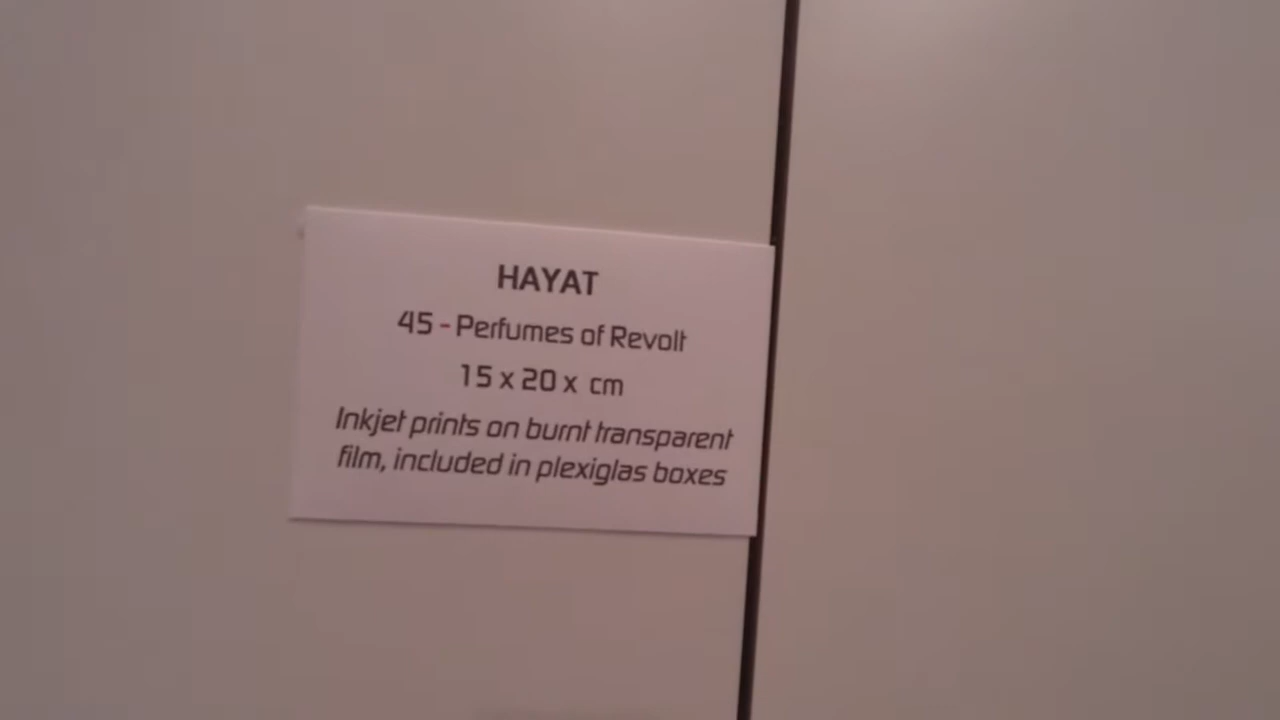 HAYAT
45 - Perfumes of Revolt
15 x 20 x cm
Inkjet prints on burnt transparent
film, included in plexiglas boxes